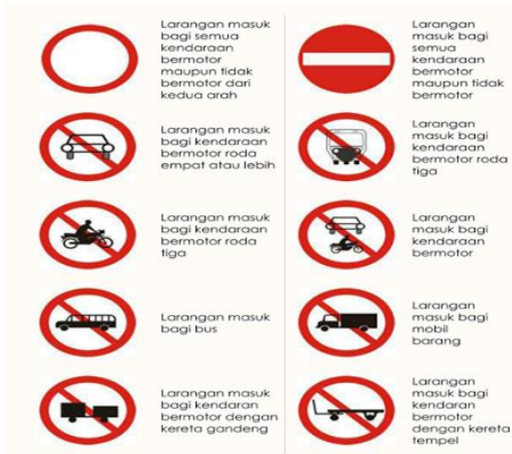 Larangan masuk
bagi semua
kendaraan
bermotor
maupun tidak
bermotor dari
kedua arah
Larangan
masuk bagi
semua
kendaraan
bermotor
maupun tidak
bermotor
Larangan masuk
bagi kendaraan
bermotor roda
empat atau lebih
Larangan
masuk bagi
kendaraan
bermotor roda
tiga
Larangan masuk
bagi kendaraan
bermotor roda
tiga
Larangan
masuk bagi
kendaraan
bermotor
Larangan masuk
bagi bus
Larangan
masuk bagi
mobil
barang
Larangan masuk
bagi kendaran
bermotor dengan
kereta gandeng
Larangan
masuk bagi
kendaran
bermotor
dengan kereta
tempel